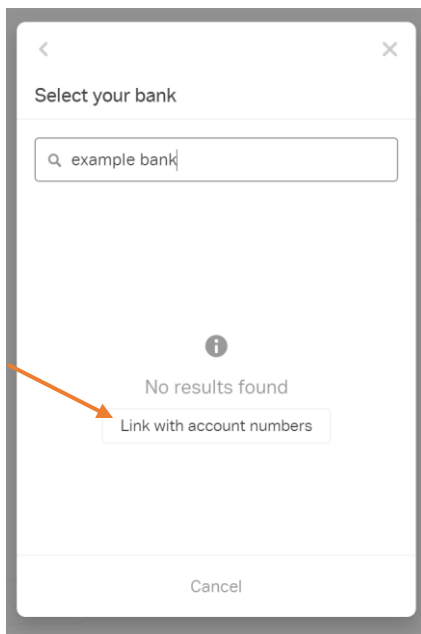 Select your bank
example bank
No results found
Link with account numbers
Cancel